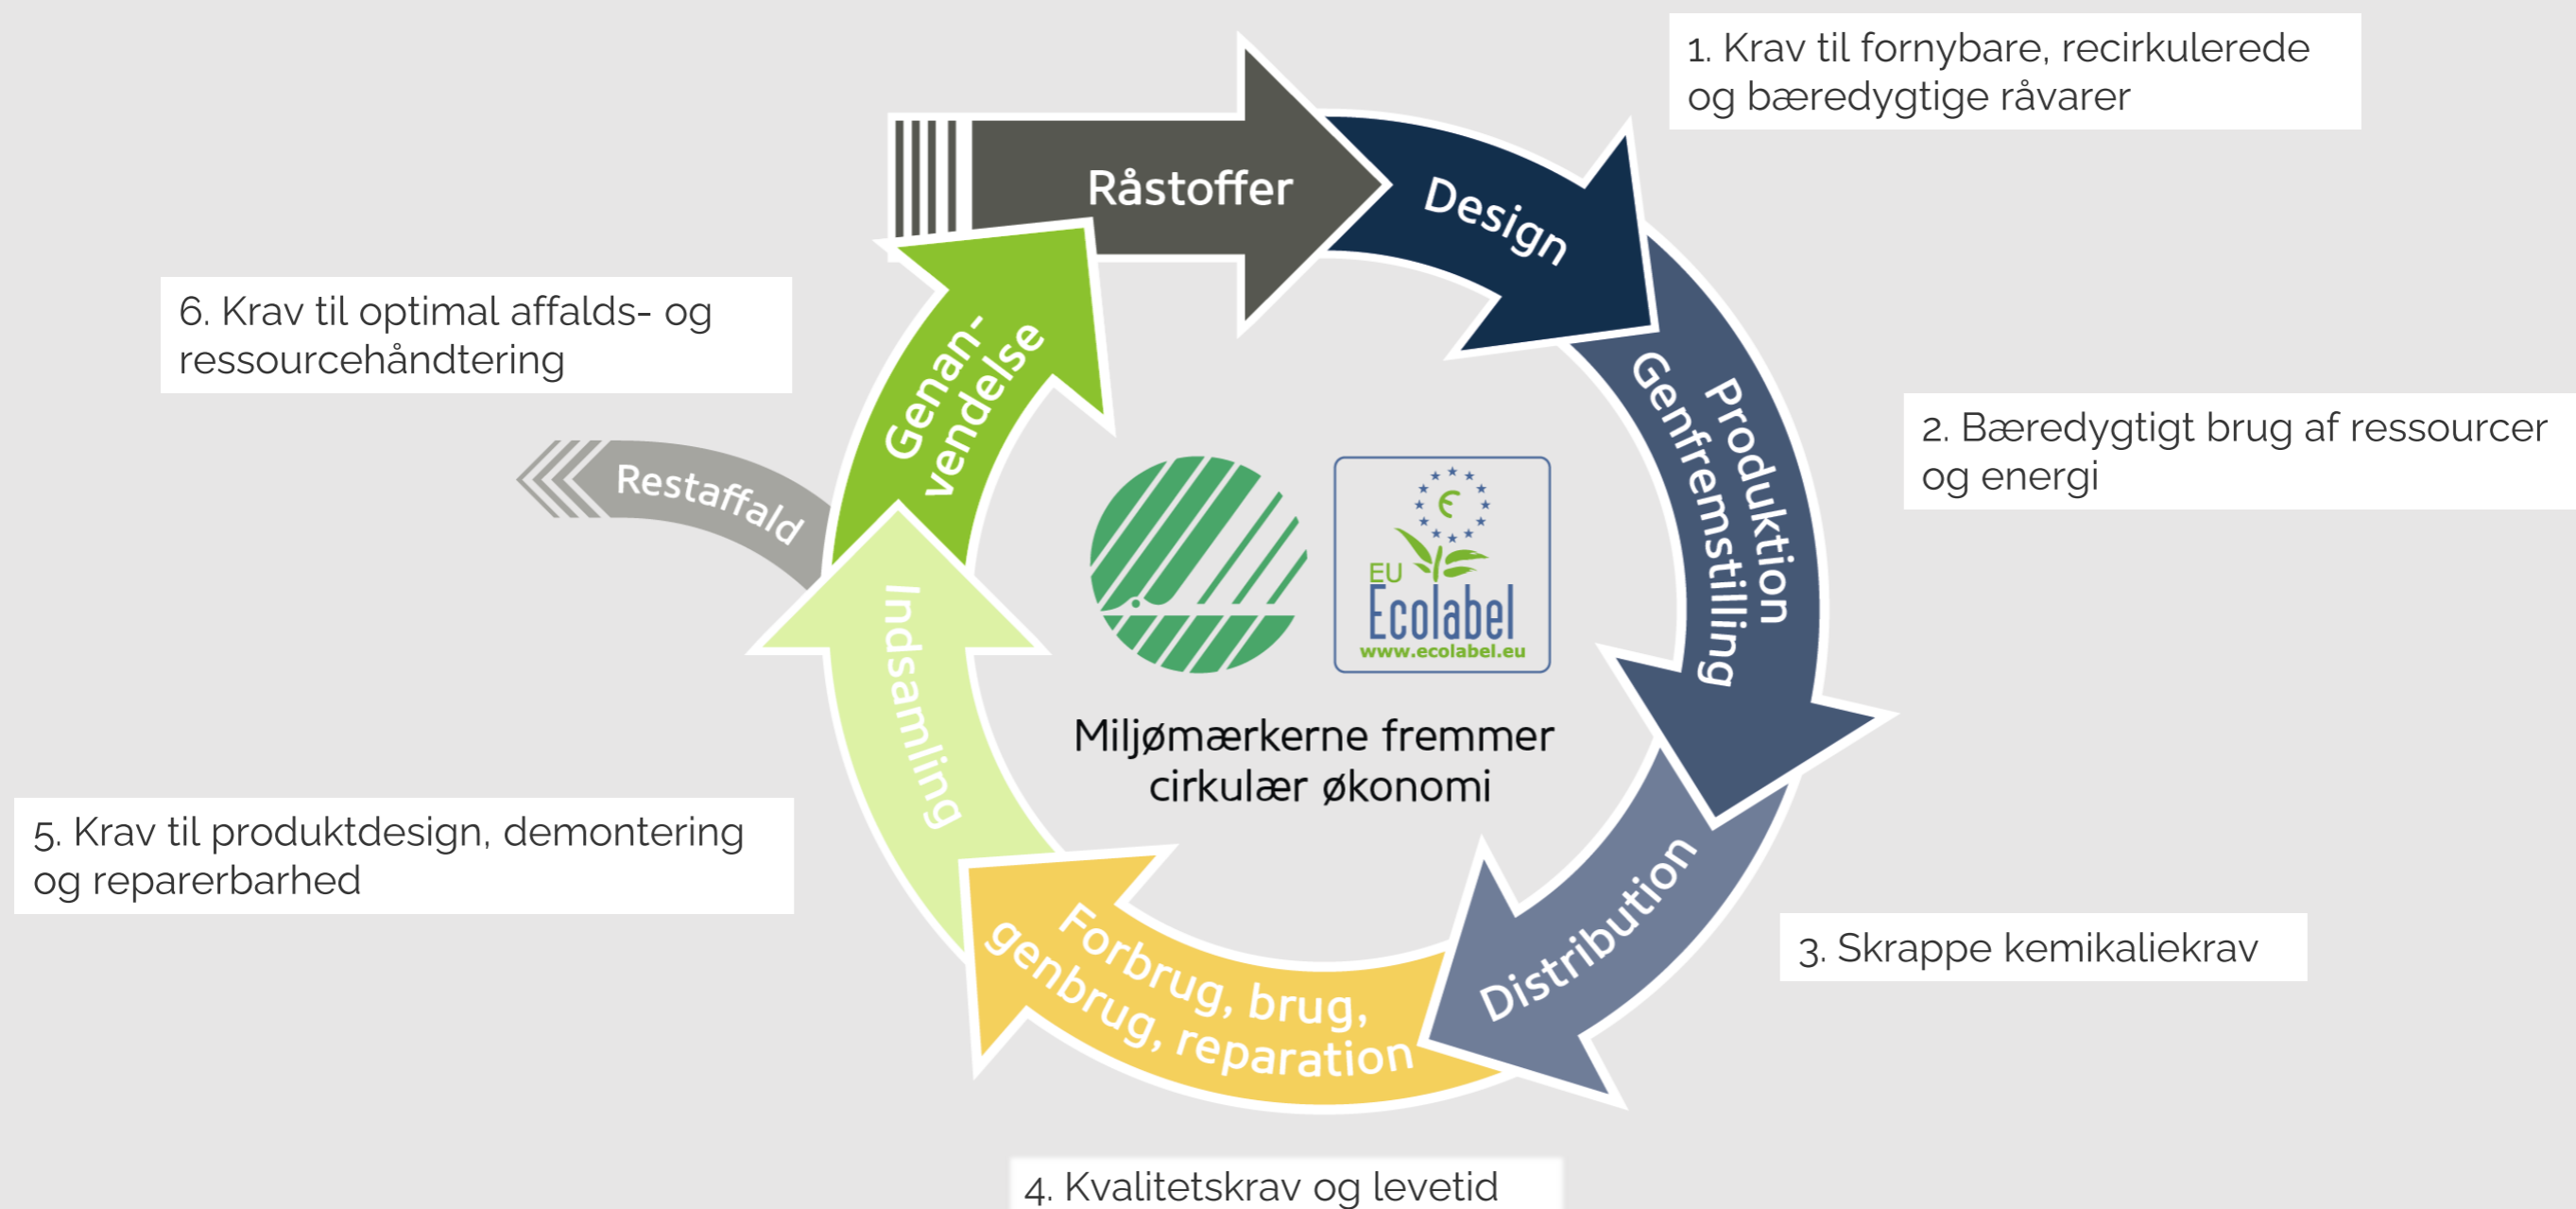 1. Krav til fornybare, recirkulerede
og bæredygtige råvarer
Råstoffer
Design
Produktion
Genfremstilling
2. Bæredygtigt brug af ressourcer
og energi
Distribution
3. Skrappe kemikaliekrav
Forbrug, brug,
genbrug, reparation
4. Kvalitetskrav og levetid
Indsamling
5. Krav til produktdesign, demontering
og reparerbarhed
Restaffald
Genan-
vendelse
6. Krav til optimal affalds- og
ressourcehåndtering
EU
Ecolabel
www.ecolabel.eu
Miljømærkerne fremmer
cirkulær økonomi